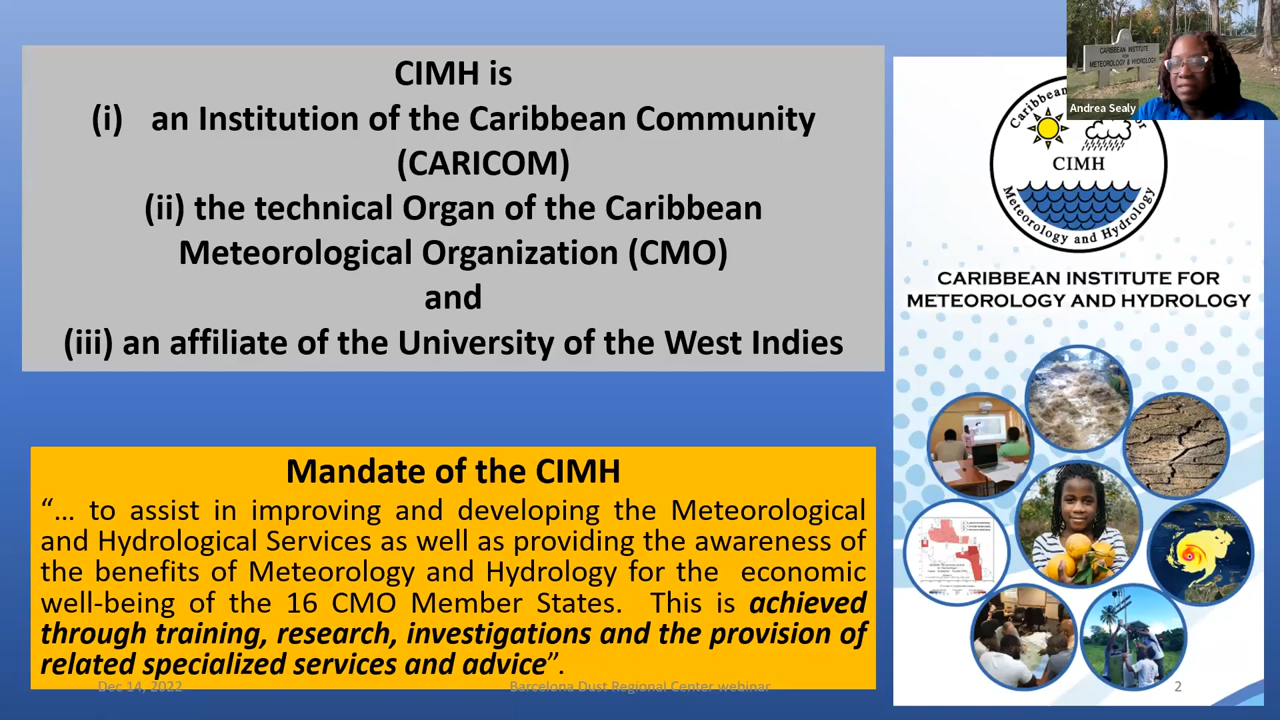 CIMH is
(i) an Institution of the Caribbean Community
(CARICOM)
(ii) the technical Organ of the Caribbean
Meteorological Organization (CMO)
and
(iii) an affiliate of the University of the West Indies
Mandate of the CIMH
“... to assist in improving and developing the Meteorological
and Hydrological Services as well as providing the awareness of
the benefits of Meteorology and Hydrology for the economic
well-being of the 16 CMO Member States. This is achieved
through training, research, investigations and the provision of
related specialized services and advice”.
Dec 14, 2022
Barcelona Dust Regional Center webinar
2
CARIBBEAN INSTITUTE
FOR
METEOROLOGY & HYDROLOGY
Andrea Sealy
Caribbean
CIMH
Meteorology and Hydrology
CARIBBEAN INSTITUTE FOR
METEOROLOGY AND HYDROLOGY